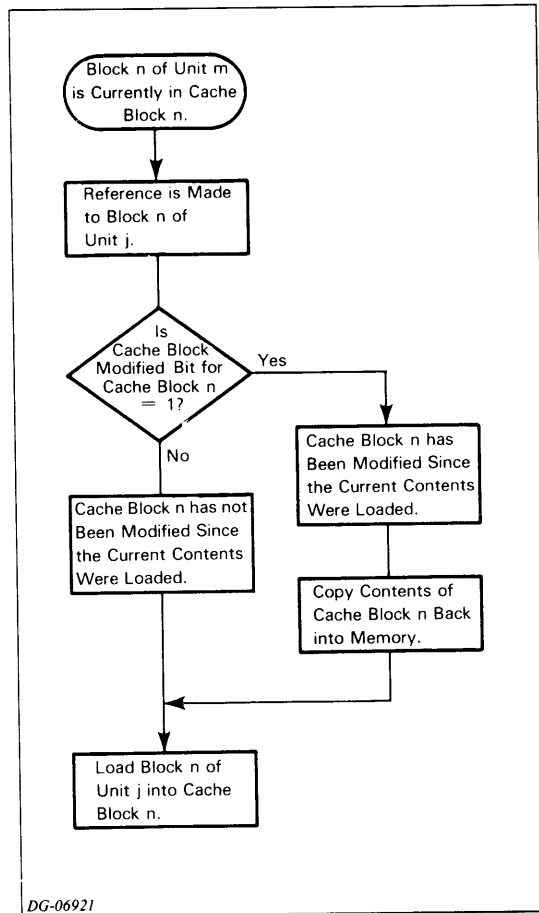 Block n of Unit m
is Currently in Cache
Block n.
Reference is Made
to Block n of
Unit j.
Is
Cache Block
Modified Bit for
Cache Block n
= 1?
Yes
No
Cache Block n has
Been Modified Since
the Current Contents
Were Loaded.
Cache Block n has not
Been Modified Since
the Current Contents
Were Loaded.
Copy Contents of
Cache Block n Back
into Memory.
Load Block n of
Unit j into Cache
Block n.
DG-06921